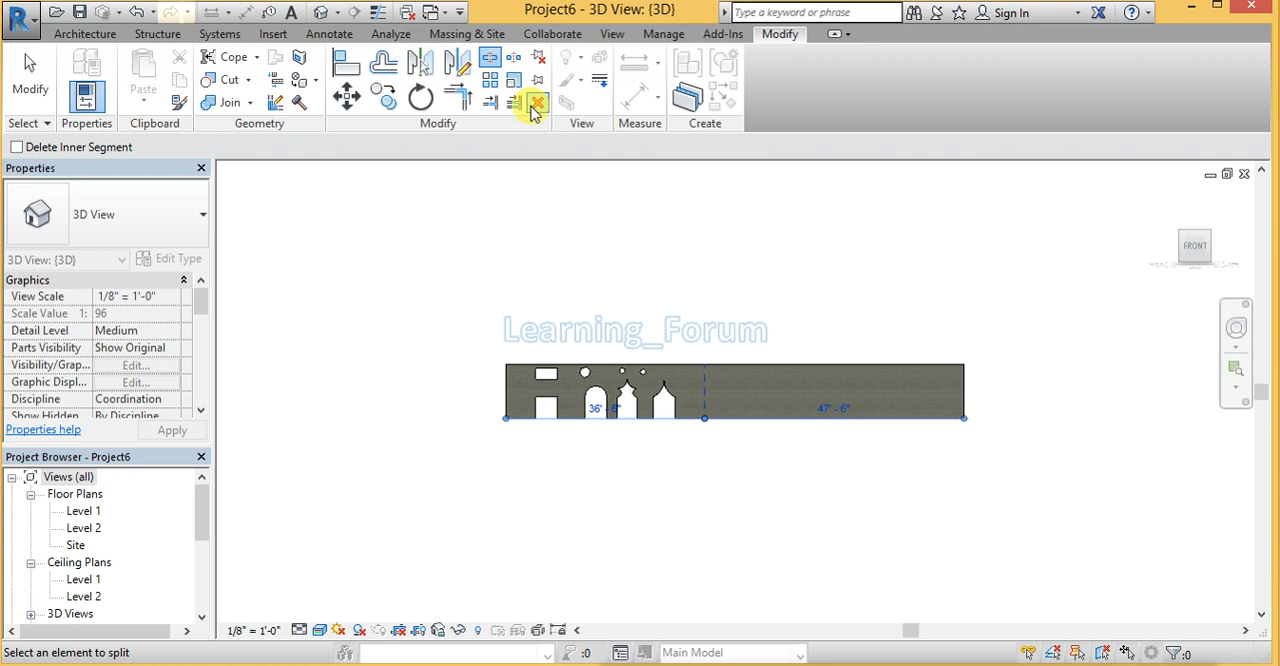 Project6 - 3D View: {3D}
Type a keyword or phrase
Sign In
Architecture Structure Systems Insert Annotate Analyze Massing & Site Collaborate View Manage Add-Ins Modify
Modify Paste Cope Cut Join
Select Properties Clipboard Geometry Modify View Measure Create
Delete Inner Segment
Properties
3D View
3D View: {3D} Edit Type
Graphics
View Scale 1/8" = 1'-0"
Scale Value 1: 96
Detail Level Medium
Parts Visibility Show Original
Visibility/Grap... Edit...
Graphic Displ... Edit...
Discipline Coordination
Show Hidden By Discipline
Properties help Apply
FRONT
Learning_Forum
36' - 6" 47' - 6"
Project Browser - Project6
Views (all)
Floor Plans
Level 1
Level 2
Site
Ceiling Plans
Level 1
Level 2
3D Views
1/8" = 1'-0"
Select an element to split
:0
Main Model
:0